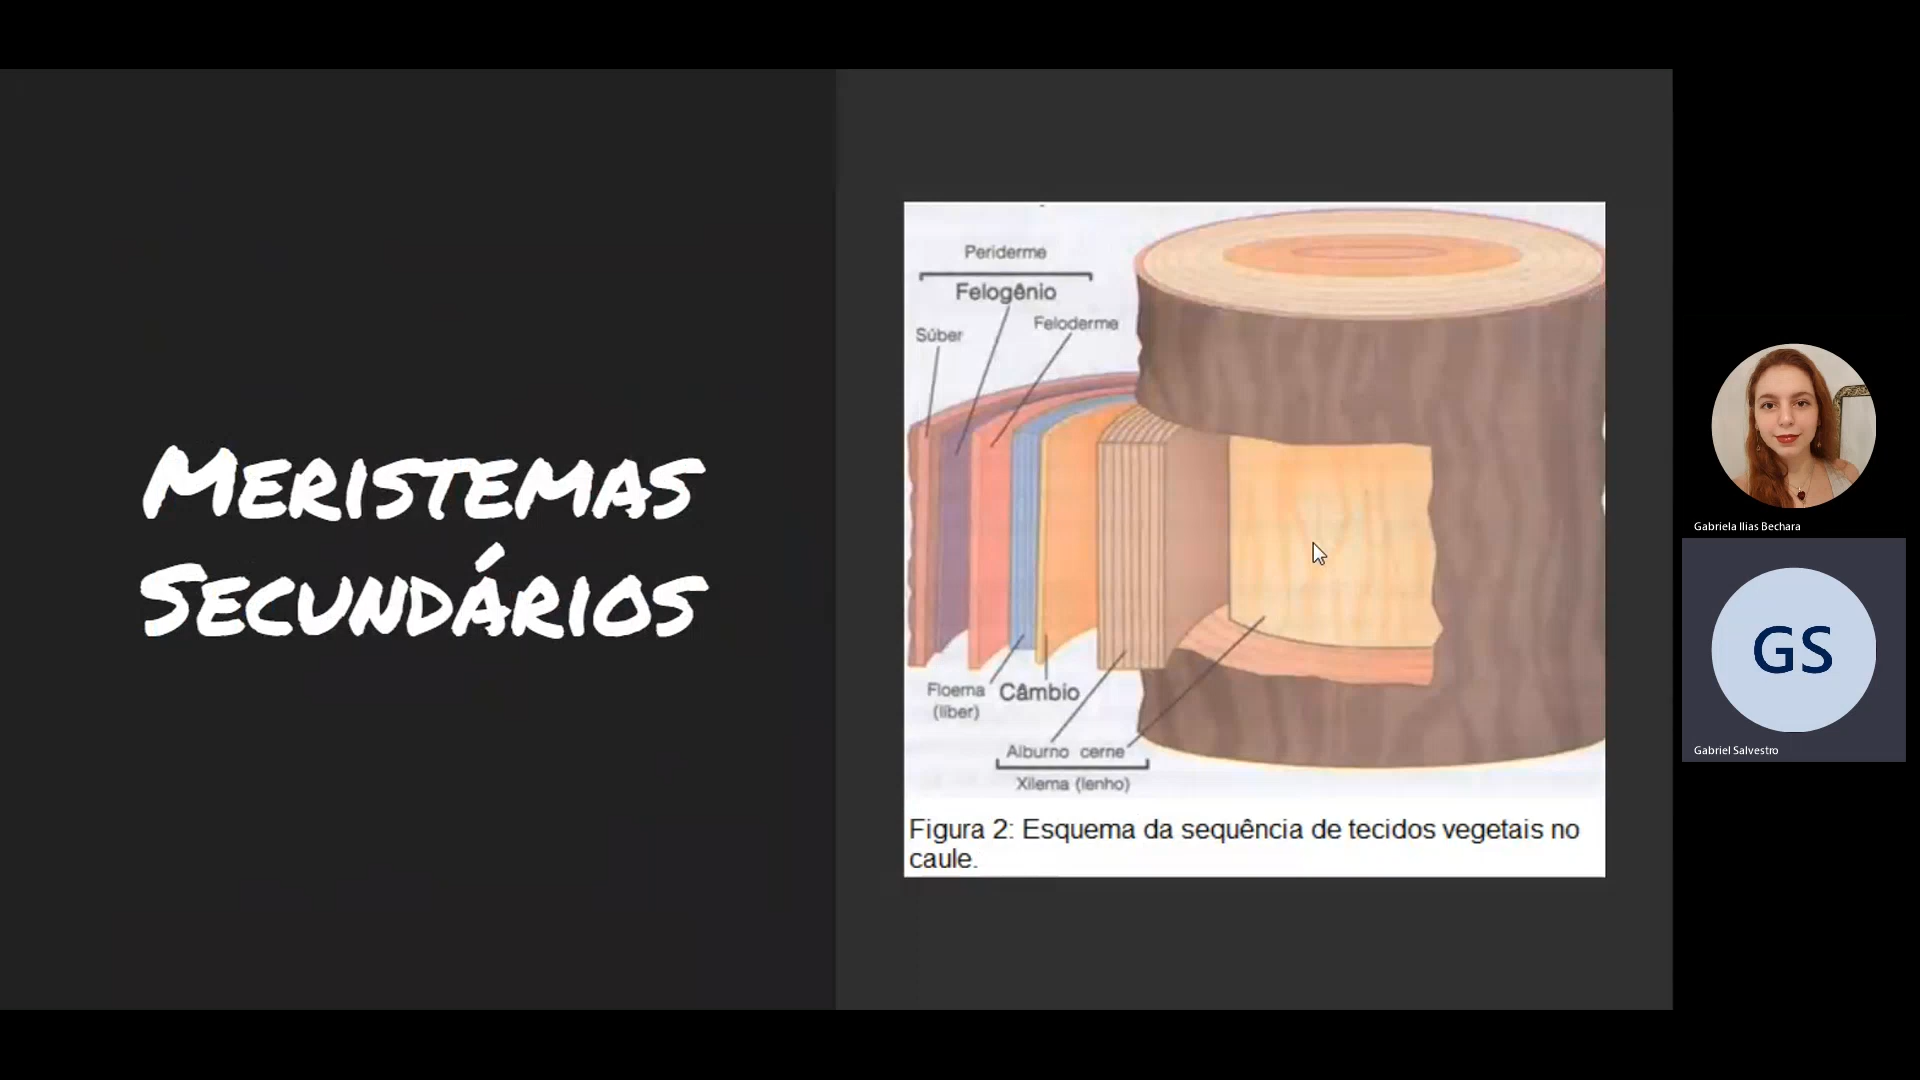 MERISTEMAS
SECUNDÁRIOS
Periderme
Felogênio
Feloderme
Súber
Floema
(líber)
Câmbio
Alburno cerne
Xilema (lenho)
Figura 2: Esquema da sequência de tecidos vegetais no
caule.
Gabriela Ilias Bechara
GS
Gabriel Salvestro